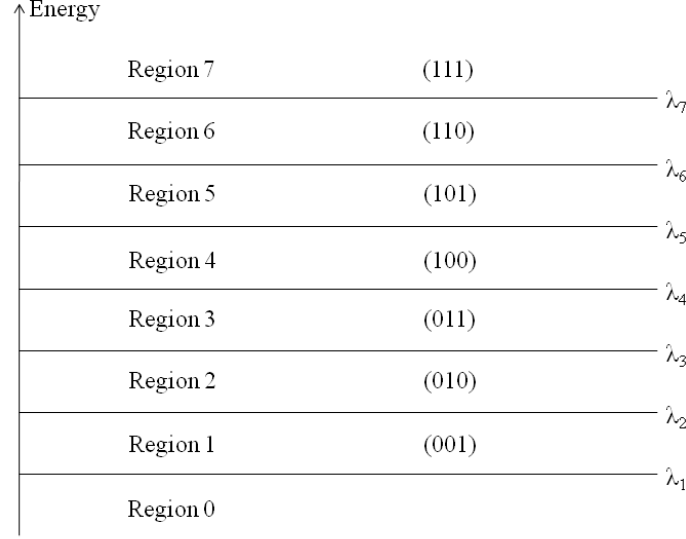 Energy
Region 7 (111)
λ7
Region 6 (110)
λ6
Region 5 (101)
λ5
Region 4 (100)
λ4
Region 3 (011)
λ3
Region 2 (010)
λ2
Region 1 (001)
λ1
Region 0